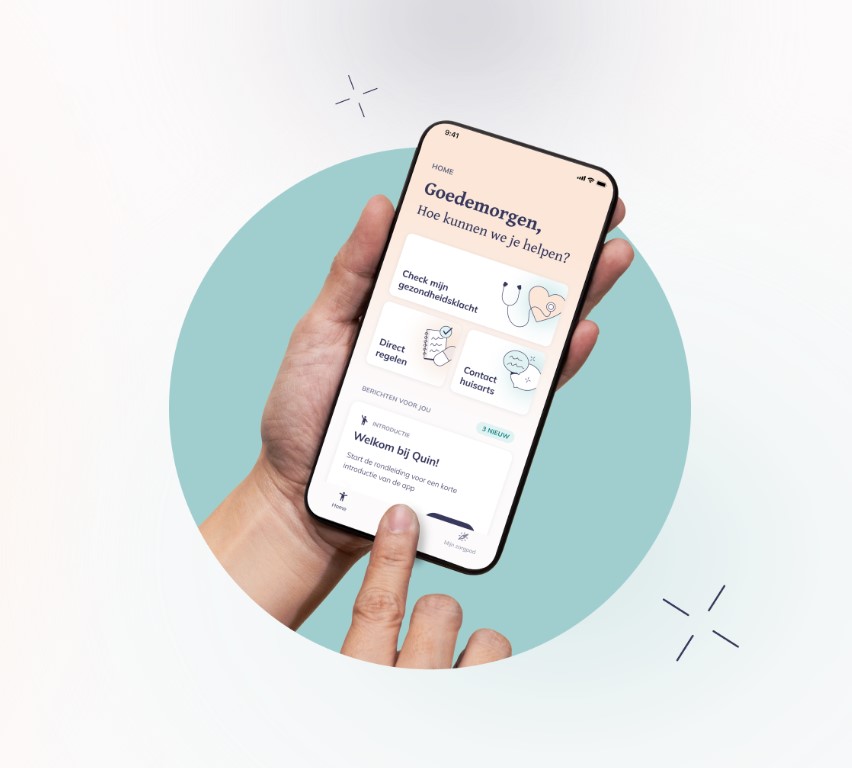 9:41
HOME
Goedemorgen,
Hoe kunnen we je helpen?
Check mijn
gezondheidsklacht
Direct
regelen
Contact
huisarts
BERICHTEN VOOR JOU
3 NIEUW
INTRODUCTIE
Welkom bij Quin!
Start de rondleiding voor een korte
introductie van de app
Home
Mijn zorgpad